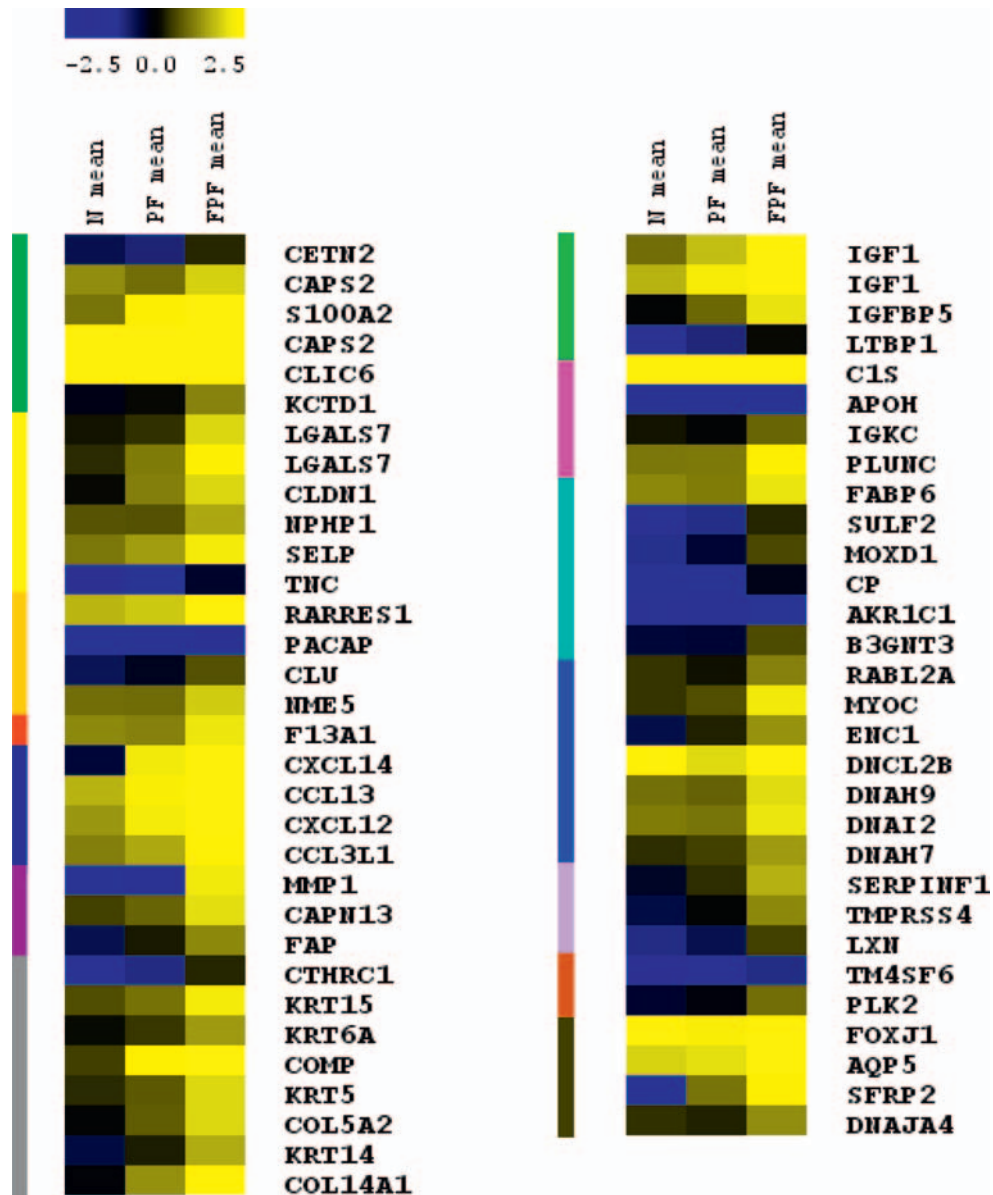 -2.5 0.0 2.5
N mean
PF mean
FPF mean
CETN2
CAPS2
S100A2
CAPS2
CLIC6
KCTD1
LGALS7
LGALS7
CLDN1
NPHP1
SELP
TNC
RARRES1
PACAP
CLU
NME5
F13A1
CXCL14
CCL13
CXCL12
CCL3L1
MMP1
CAPN13
FAP
CTHRC1
KRT15
KRT6A
COMP
KRT5
COL5A2
KRT14
COL14A1
N mean
PF mean
FPF mean
IGF1
IGF1
IGFBP5
LTBP1
C1S
APOH
IGKC
PLUNC
FABP6
SULF2
MOXD1
CP
AKR1C1
B3GNT3
RABL2A
MYOC
ENC1
DNCL2B
DNAH9
DNAI2
DNAH7
SERPINF1
TMPRSS4
LXN
TM4SF6
PLK2
FOXJ1
AQP5
SFRP2
DNAJA4